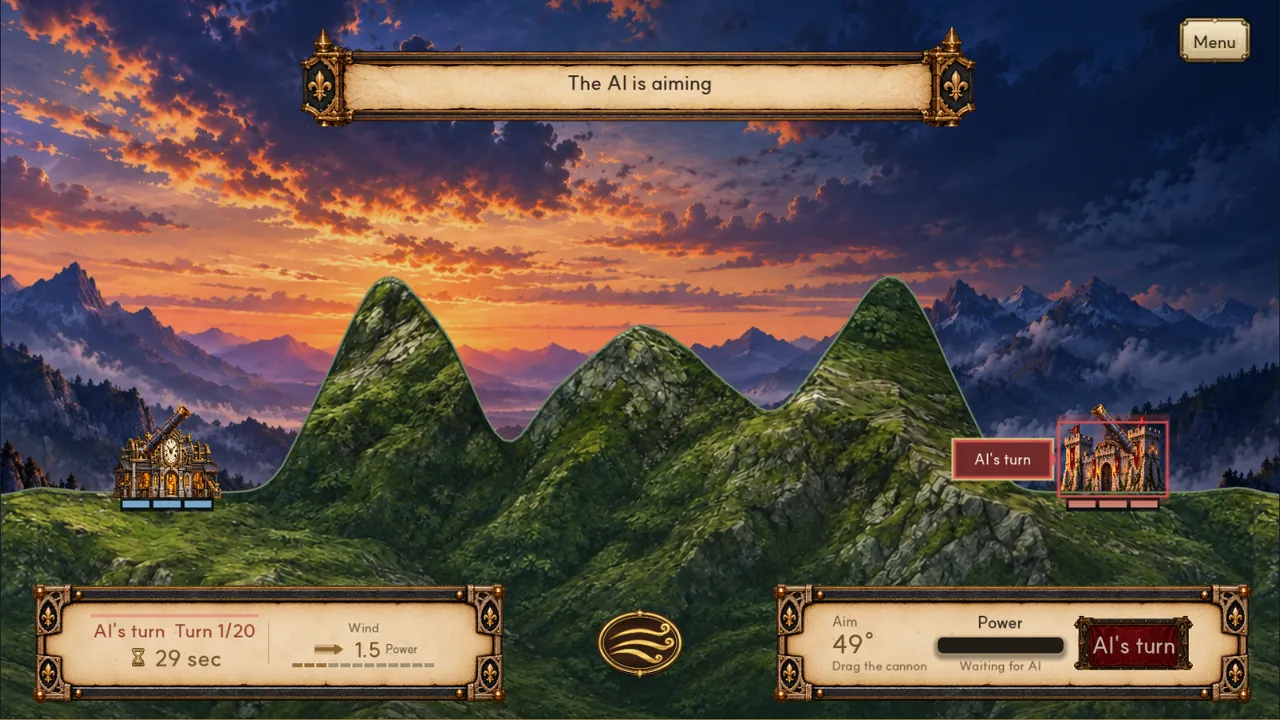 Menu
The AI is aiming
AI's turn
AI's turn Turn 1/20
29 sec
Wind
1.5 Power
Aim
49°
Drag the cannon
Power
Waiting for AI
AI's turn